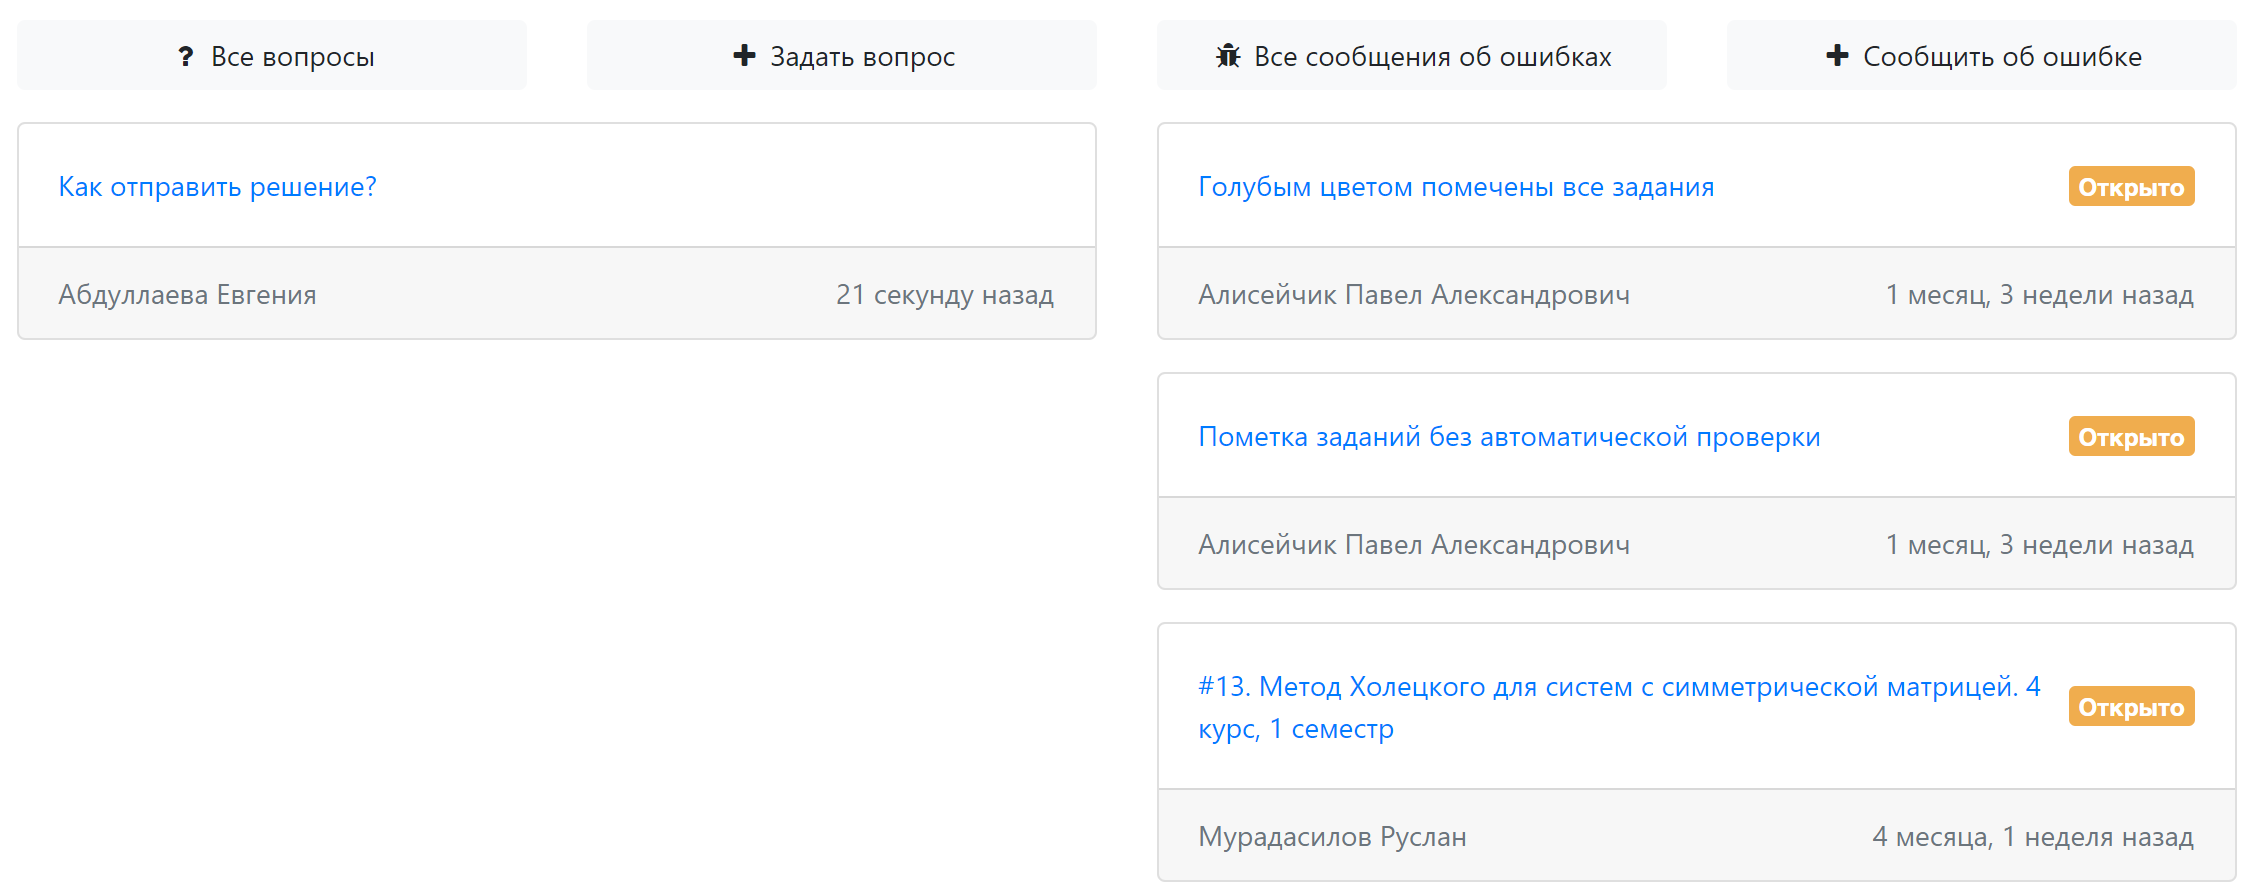 ? Все вопросы
Задать вопрос
Все сообщения об ошибках
Сообщить об ошибке
Как отправить решение?
Абдуллаева Евгения
21 секунду назад
Голубым цветом помечены все задания
Открыто
Алисейчик Павел Александрович
1 месяц, 3 недели назад
Пометка заданий без автоматической проверки
Открыто
Алисейчик Павел Александрович
1 месяц, 3 недели назад
#13. Метод Холецкого для систем с симметрической матрицей. 4
курс, 1 семестр
Открыто
Мурадасилов Руслан
4 месяца, 1 неделя назад